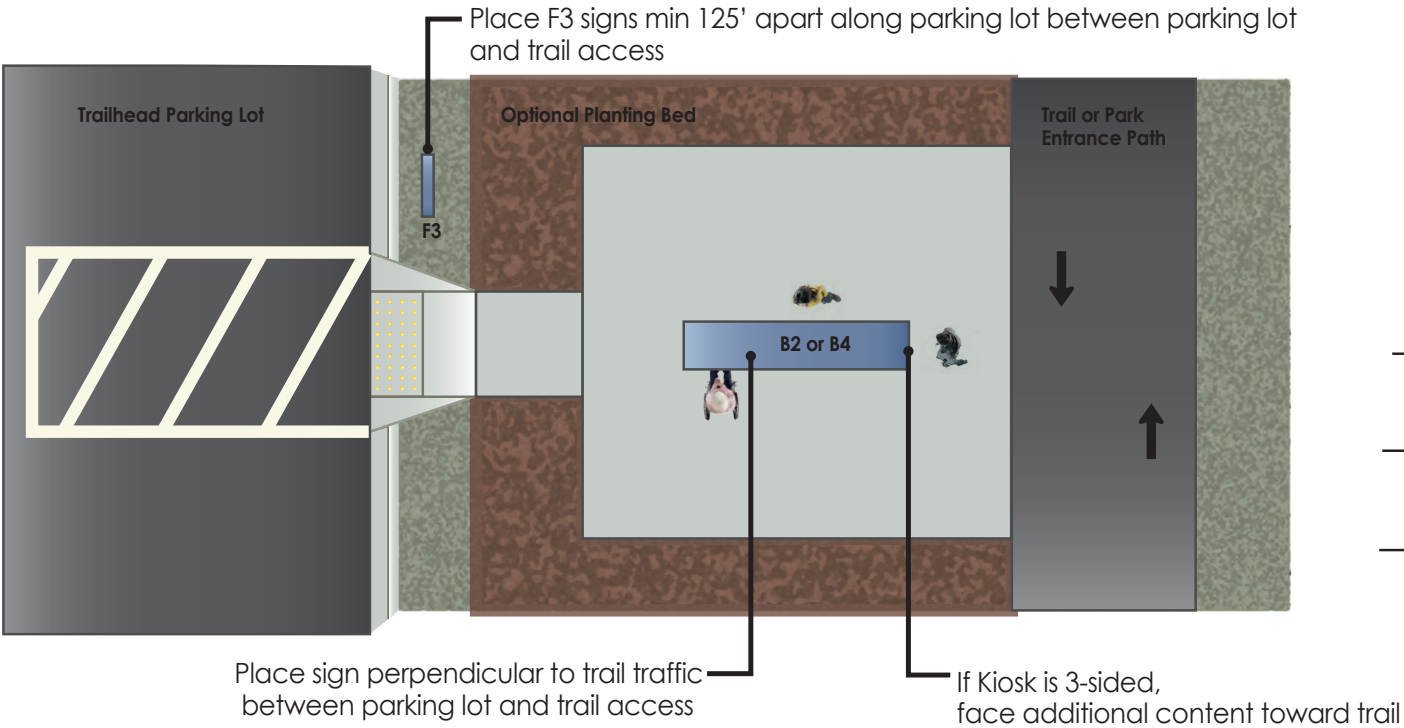 Place F3 signs min 125’ apart along parking lot between parking lot
and trail access
Trailhead Parking Lot
Optional Planting Bed
Trail or Park
Entrance Path
F3
B2 or B4
Place sign perpendicular to trail traffic
between parking lot and trail access
If Kiosk is 3-sided,
face additional content toward trail